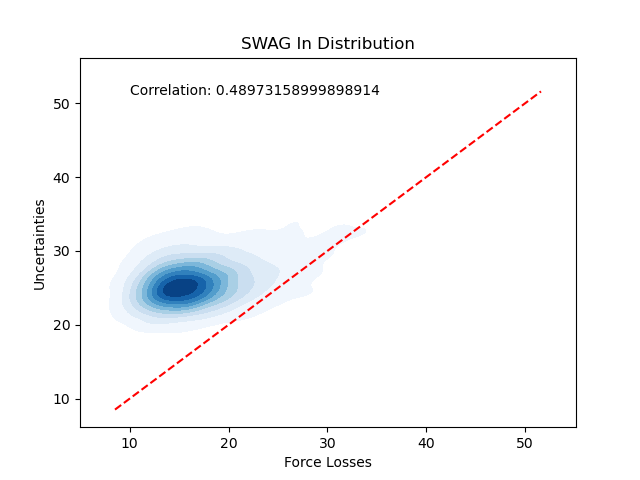 SWAG In Distribution
Correlation: 0.48973158999898914
50
40
30
20
10
Uncertainties
10 20 30 40 50
Force Losses